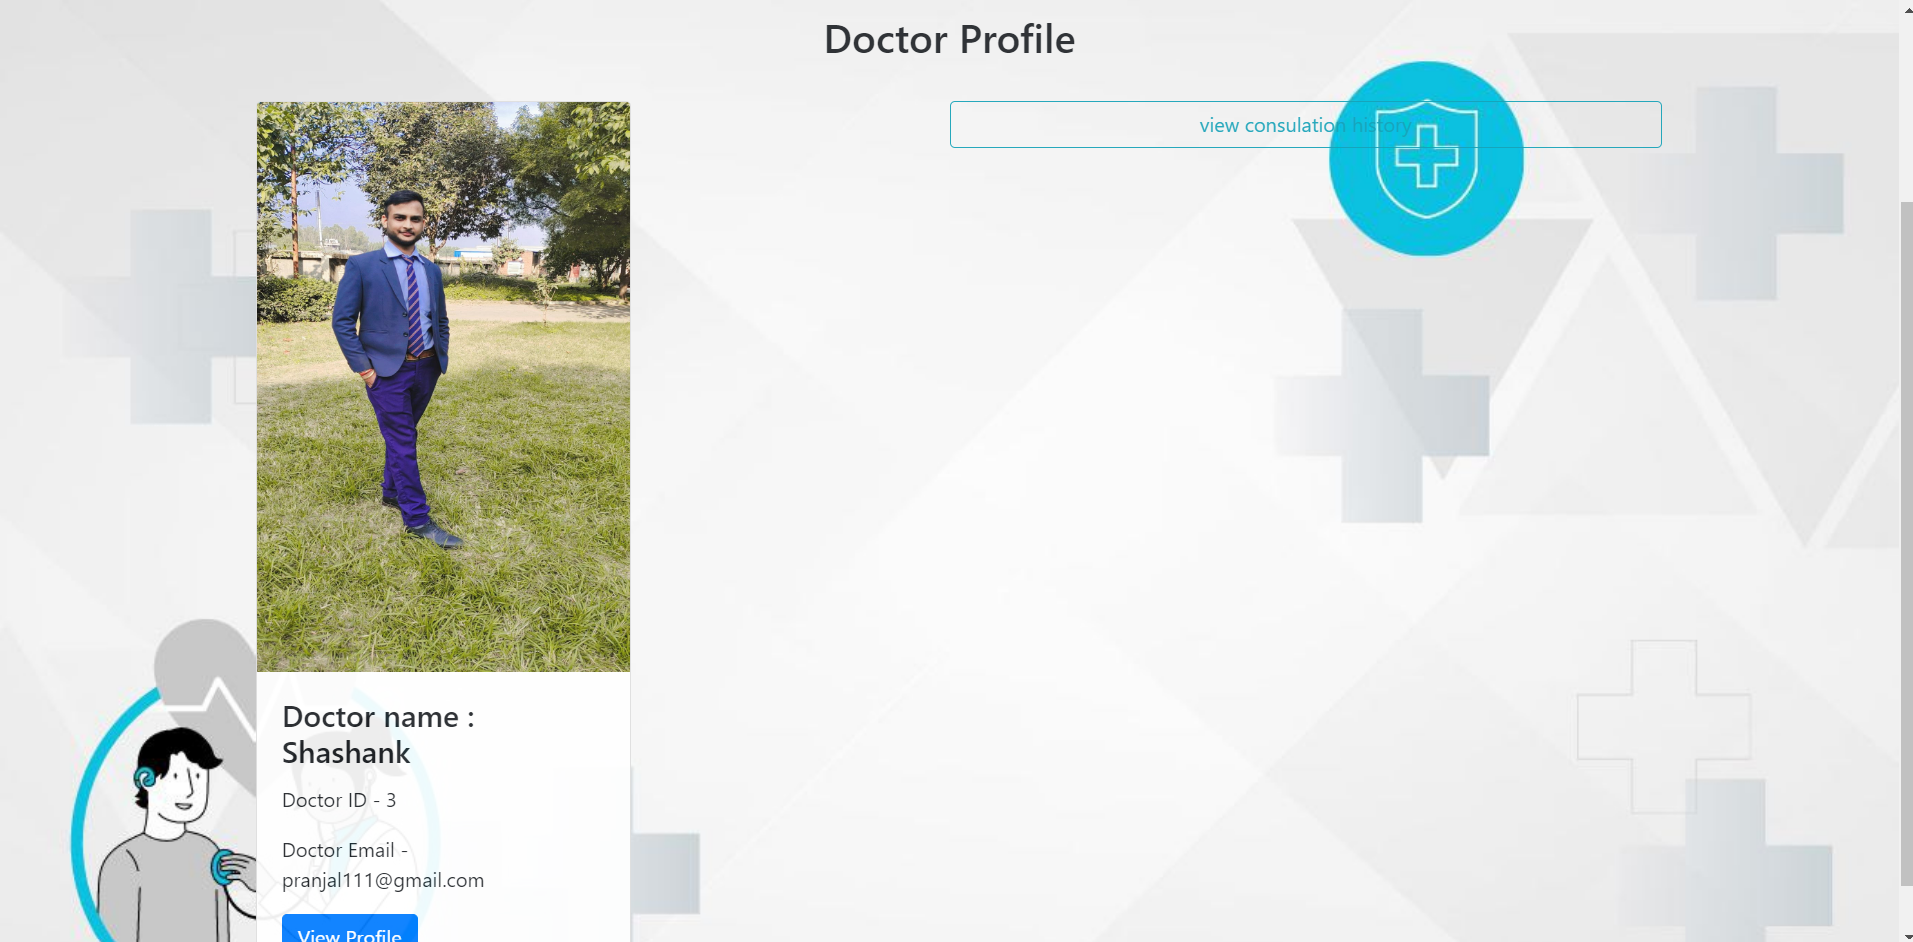 Doctor Profile
view consulation history
Doctor name :
Shashank
Doctor ID - 3
Doctor Email -
pranjal111@gmail.com
View Profile